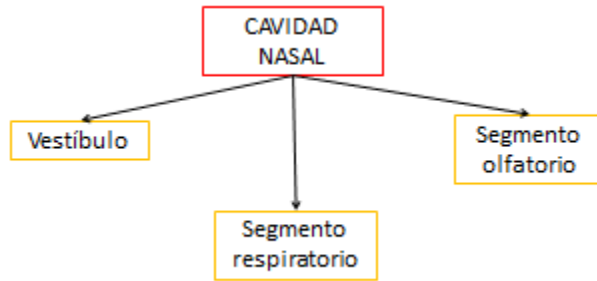 CAVIDAD
NASAL
Vestíbulo
Segmento
olfatorio
Segmento
respiratorio